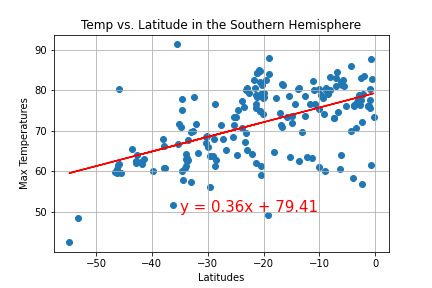 Temp vs. Latitude in the Southern Hemisphere
Max Temperatures
90
80
70
60
50
y = 0.36x + 79.41
−50
−40
−30
−20
−10
0
Latitudes